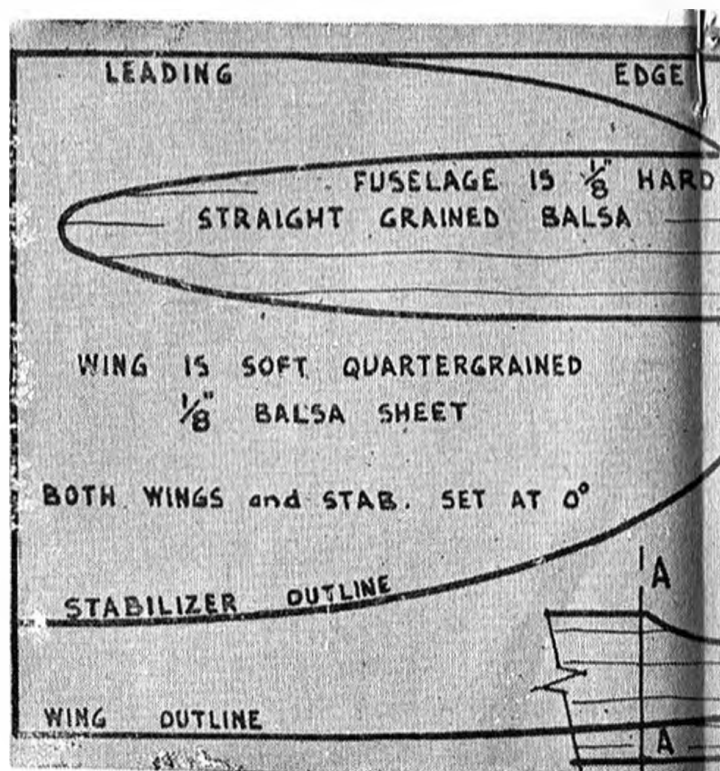 LEADING EDGE
FUSELAGE IS 1/8" HARD
STRAIGHT GRAINED BALSA
WING IS SOFT QUARTERGRAINED
1/8" BALSA SHEET
BOTH WINGS and STAB. SET AT 0°
A
STABILIZER OUTLINE
WING OUTLINE
A